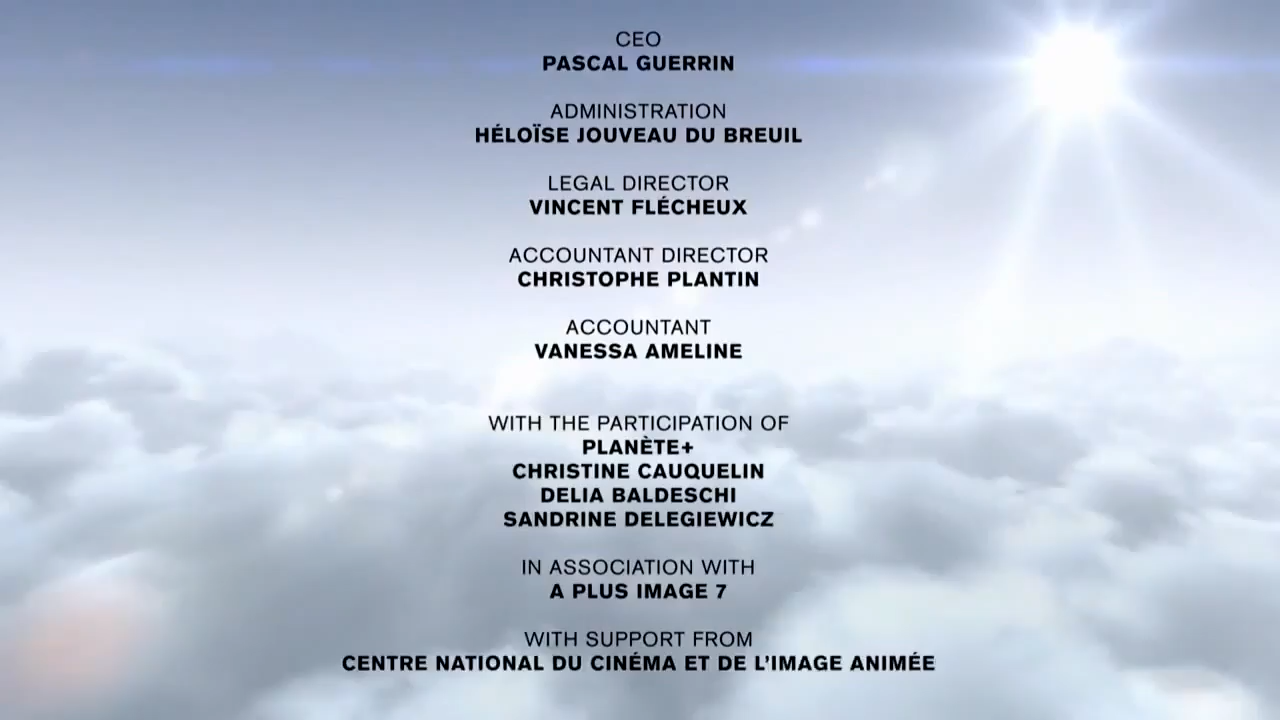 CEO
PASCAL GUERRIN
ADMINISTRATION
HÉLOÏSE JOUVEAU DU BREUIL
LEGAL DIRECTOR
VINCENT FLÉCHEUX
ACCOUNTANT DIRECTOR
CHRISTOPHE PLANTIN
ACCOUNTANT
VANESSA AMELINE
WITH THE PARTICIPATION OF
PLANÈTE+
CHRISTINE CAUQUELIN
DELIA BALDESCHI
SANDRINE DELEGIEWICZ
IN ASSOCIATION WITH
A PLUS IMAGE 7
WITH SUPPORT FROM
CENTRE NATIONAL DU CINÉMA ET DE L'IMAGE ANIMÉE